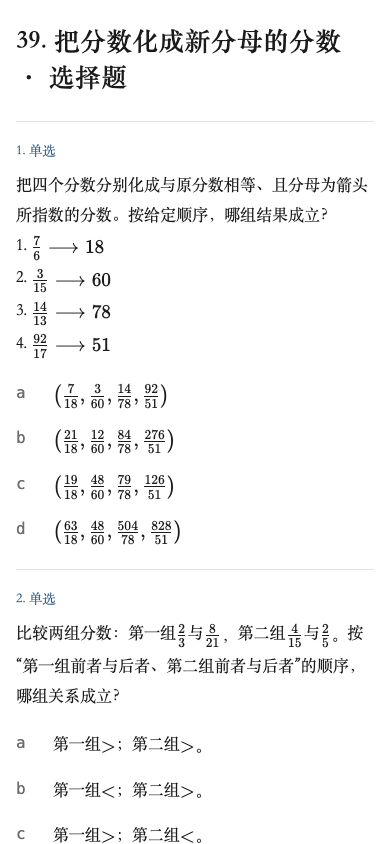 39. 把分数化成新分母的分数
· 选择题
1. 单选
把四个分数分别化成与原分数相等、且分母为箭头
所指数的分数。按给定顺序，哪组结果成立?
1. 7/6 ⟶ 18
2. 3/15 ⟶ 60
3. 14/13 ⟶ 78
4. 92/17 ⟶ 51
a (7/18, 3/60, 14/78, 92/51)
b (21/18, 12/60, 84/78, 276/51)
c (19/18, 48/60, 79/78, 126/51)
d (63/18, 48/60, 504/78, 828/51)
2. 单选
比较两组分数：第一组2/3与8/21，第二组4/15与2/5。按
“第一组前者与后者、第二组前者与后者”的顺序，
哪组关系成立?
a 第一组>；第二组>。
b 第一组<；第二组>。
c 第一组>；第二组<。